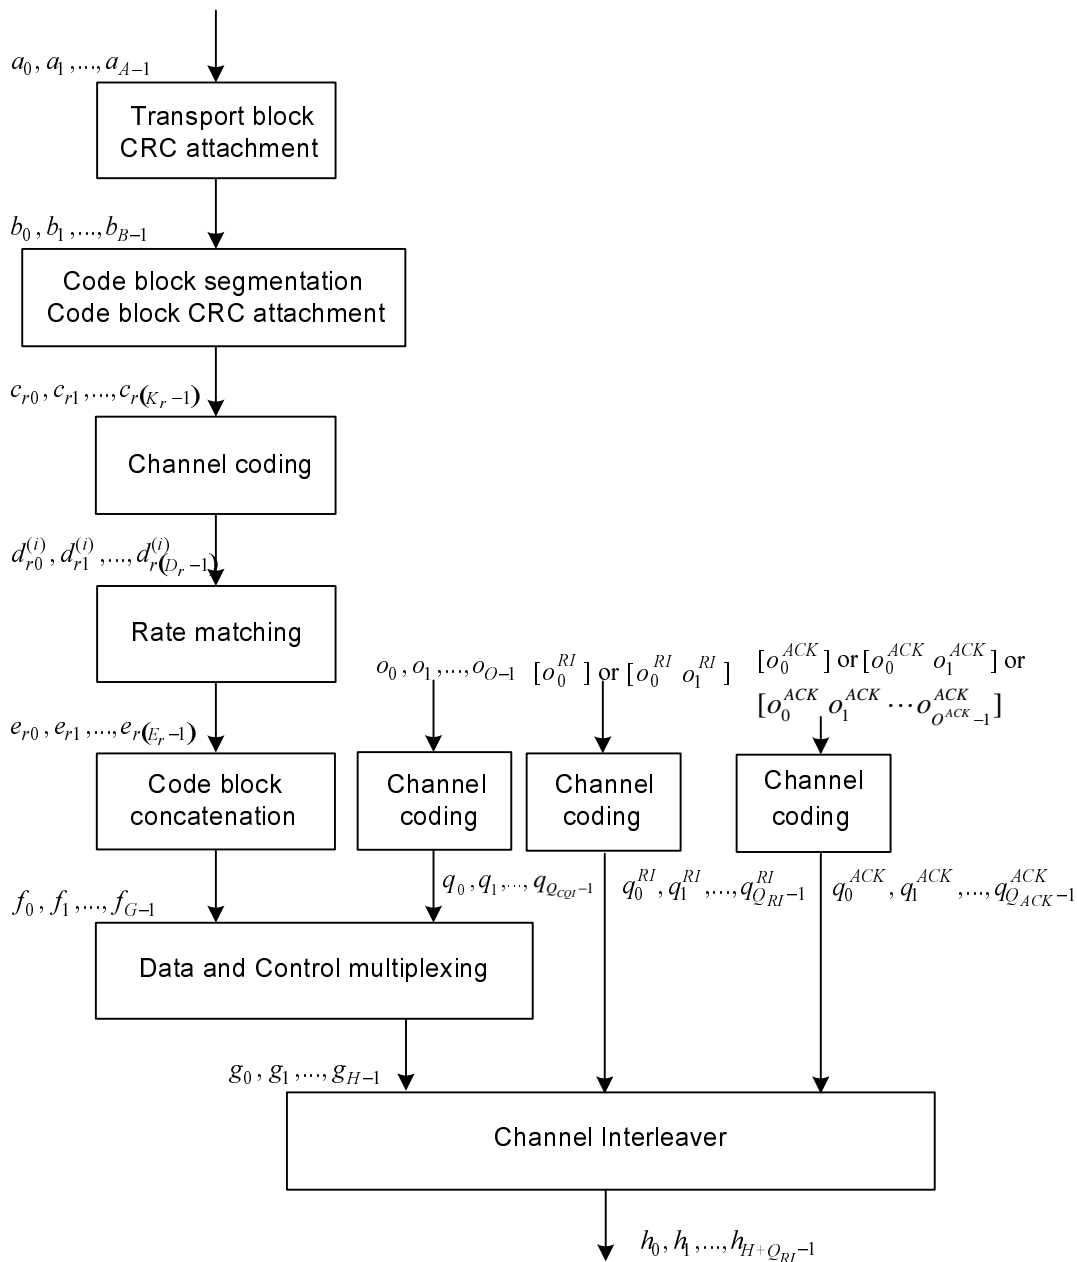 a_0, a_1, ..., a_{A-1}
Transport block
CRC attachment
b_0, b_1, ..., b_{B-1}
Code block segmentation
Code block CRC attachment
c_{r0}, c_{r1}, ..., c_{r(K_r-1)}
Channel coding
d_{r0}^{(i)}, d_{r1}^{(i)}, ..., d_{r(D_r-1)}^{(i)}
Rate matching
o_0, o_1, ..., o_{O-1}
[o_0^{RI}] or [o_0^{RI} o_1^{RI}]
[o_0^{ACK}] or [o_0^{ACK} o_1^{ACK}] or
[o_0^{ACK} o_1^{ACK} ⋯ o_{O^{ACK}-1}^{ACK}]
e_{r0}, e_{r1}, ..., e_{r(E_r-1)}
Code block
concatenation
Channel
coding
Channel
coding
Channel
coding
f_0, f_1, ..., f_{G-1}
q_0, q_1, ..., q_{Q_{CQI}-1}
q_0^{RI}, q_1^{RI}, ..., q_{Q_{RI}-1}^{RI}
q_0^{ACK}, q_1^{ACK}, ..., q_{Q_{ACK}-1}^{ACK}
Data and Control multiplexing
g_0, g_1, ..., g_{H-1}
Channel Interleaver
h_0, h_1, ..., h_{H+Q_{RI}-1}